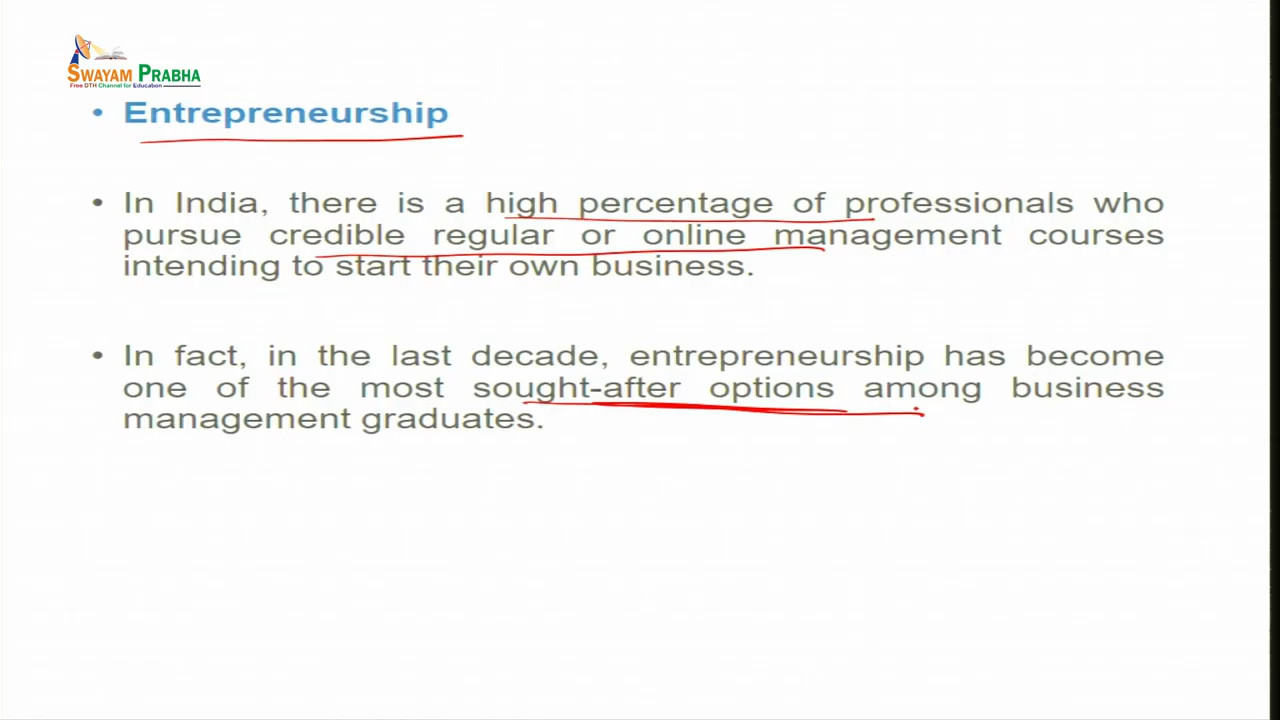 SWAYAM PRABHA
Free DTH Channel for Education
• Entrepreneurship
• In India, there is a high percentage of professionals who
pursue credible regular or online management courses
intending to start their own business.
• In fact, in the last decade, entrepreneurship has become
one of the most sought-after options among business
management graduates.